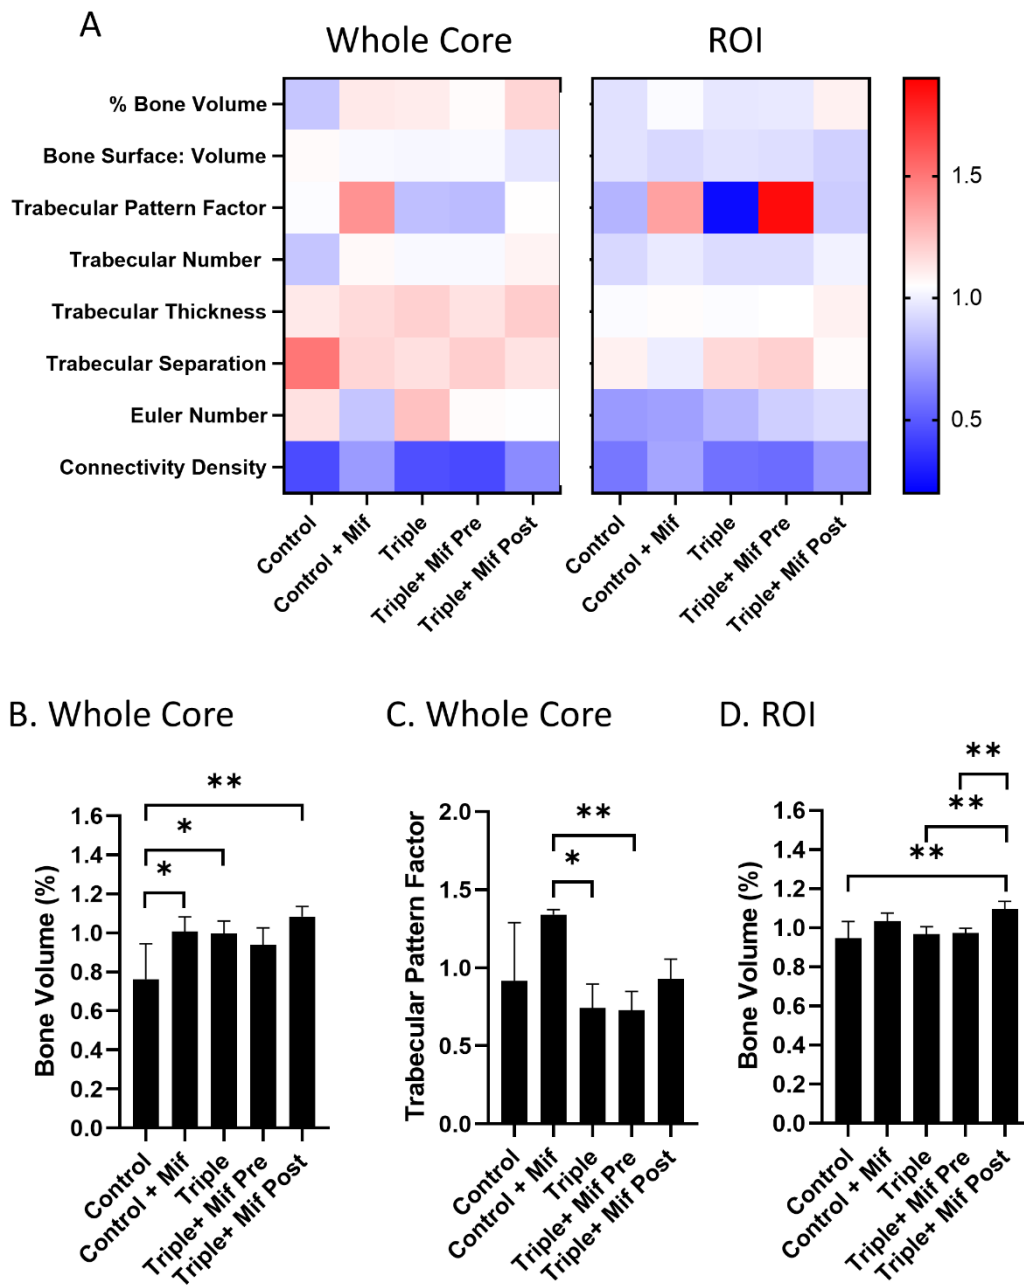 A
Whole Core
ROI
% Bone Volume
Bone Surface: Volume
Trabecular Pattern Factor
Trabecular Number
Trabecular Thickness
Trabecular Separation
Euler Number
Connectivity Density
1.5
1.0
0.5
Control
Control + Mif
Triple
Triple+ Mif Pre
Triple+ Mif Post
Control
Control + Mif
Triple
Triple+ Mif Pre
Triple+ Mif Post
B. Whole Core
Bone Volume (%)
1.6
1.4
1.2
1.0
0.8
0.6
0.4
0.2
0.0
**
*
*
Control
Control + Mif
Triple
Triple+ Mif Pre
Triple+ Mif Post
C. Whole Core
Trabecular Pattern Factor
2.0
1.5
1.0
0.5
0.0
**
*
Control
Control + Mif
Triple
Triple+ Mif Pre
Triple+ Mif Post
D. ROI
Bone Volume (%)
1.6
1.4
1.2
1.0
0.8
0.6
0.4
0.2
0.0
**
**
**
Control
Control + Mif
Triple
Triple+ Mif Pre
Triple+ Mif Post